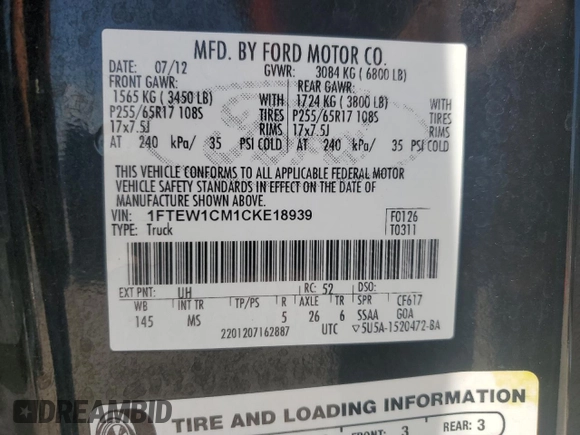 MFD. BY FORD MOTOR CO.
DATE: 07/12 GVWR: 3084 KG ( 6800 LB)
FRONT GAWR: REAR GAWR:
1565 KG ( 3450 LB) WITH 1724 KG ( 3800 LB) WITH
P255/65R17 108S TIRES P255/65R17 108S TIRES
17x7.5J RIMS 17x7.5J RIMS
AT 240 kPa/ 35 PSI COLD AT 240 kPa/ 35 PSI COLD
THIS VEHICLE CONFORMS TO ALL APPLICABLE FEDERAL MOTOR
VEHICLE SAFETY STANDARDS IN EFFECT ON THE DATE OF
MANUFACTURE SHOWN ABOVE.
VIN: 1FTEW1CM1CKE18939 F0126
TYPE: Truck T0311
EXT PNT: UH RC: 52 DSO:
WB INT TR TP/PS R AXLE TR SPR CF617
145 MS 5 26 6 SSAA GOA
2201207162887 UTC ▽5U5A-1520472-BA
TIRE AND LOADING INFORMATION
FRONT: 3 REAR: 3
DREAMBID